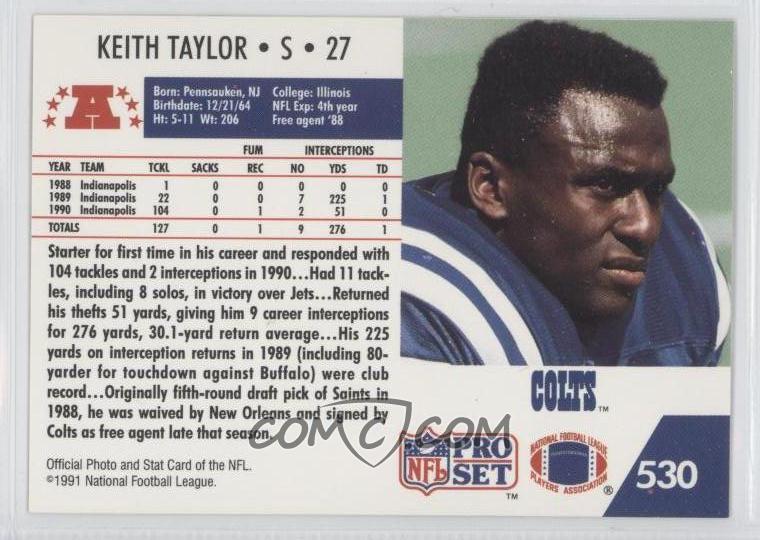 KEITH TAYLOR • S • 27
A
Born: Pennsauken, NJ College: Illinois
Birthdate: 12/21/64 NFL Exp: 4th year
Ht: 5-11 Wt: 206 Free agent '88
FUM INTERCEPTIONS
YEAR TEAM TCKL SACKS REC NO YDS TD
1988 Indianapolis 1 0 0 0 0 0
1989 Indianapolis 22 0 0 7 225 1
1990 Indianapolis 104 0 1 2 51 0
TOTALS 127 0 1 9 276 1
Starter for first time in his career and responded with
104 tackles and 2 interceptions in 1990...Had 11 tack-
les, including 8 solos, in victory over Jets...Returned
his thefts 51 yards, giving him 9 career interceptions
for 276 yards, 30.1-yard return average...His 225
yards on interception returns in 1989 (including 80-
yarder for touchdown against Buffalo) were club
record...Originally fifth-round draft pick of Saints in
1988, he was waived by New Orleans and signed by
Colts as free agent late that season.
COLTS™
COMC.COM
Official Photo and Stat Card of the NFL.
©1991 National Football League.
NFL PRO SET™
NATIONAL FOOTBALL LEAGUE
PLAYERS ASSOCIATION®
530